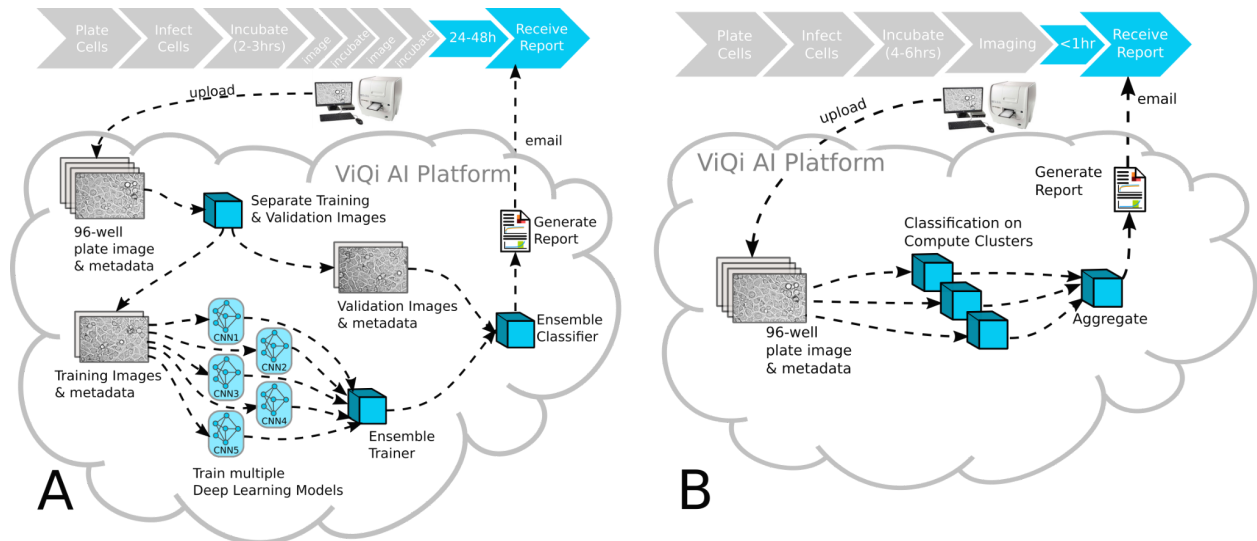 Plate
Cells
Infect
Cells
Incubate
(2-3hrs)
image
incubate
image
incubate
24-48h
Receive
Report
upload
email
ViQi AI Platform
96-well
plate image
& metadata
Separate Training
& Validation Images
Generate
Report
Validation Images
& metadata
Ensemble
Classifier
Training Images
& metadata
CNN1
CNN2
CNN3
CNN4
CNN5
Ensemble
Trainer
Train multiple
Deep Learning Models
A
Plate
Cells
Infect
Cells
Incubate
(4-6hrs)
Imaging
<1hr
Receive
Report
upload
email
ViQi AI Platform
Generate
Report
Classification on
Compute Clusters
96-well
plate image
& metadata
Aggregate
B